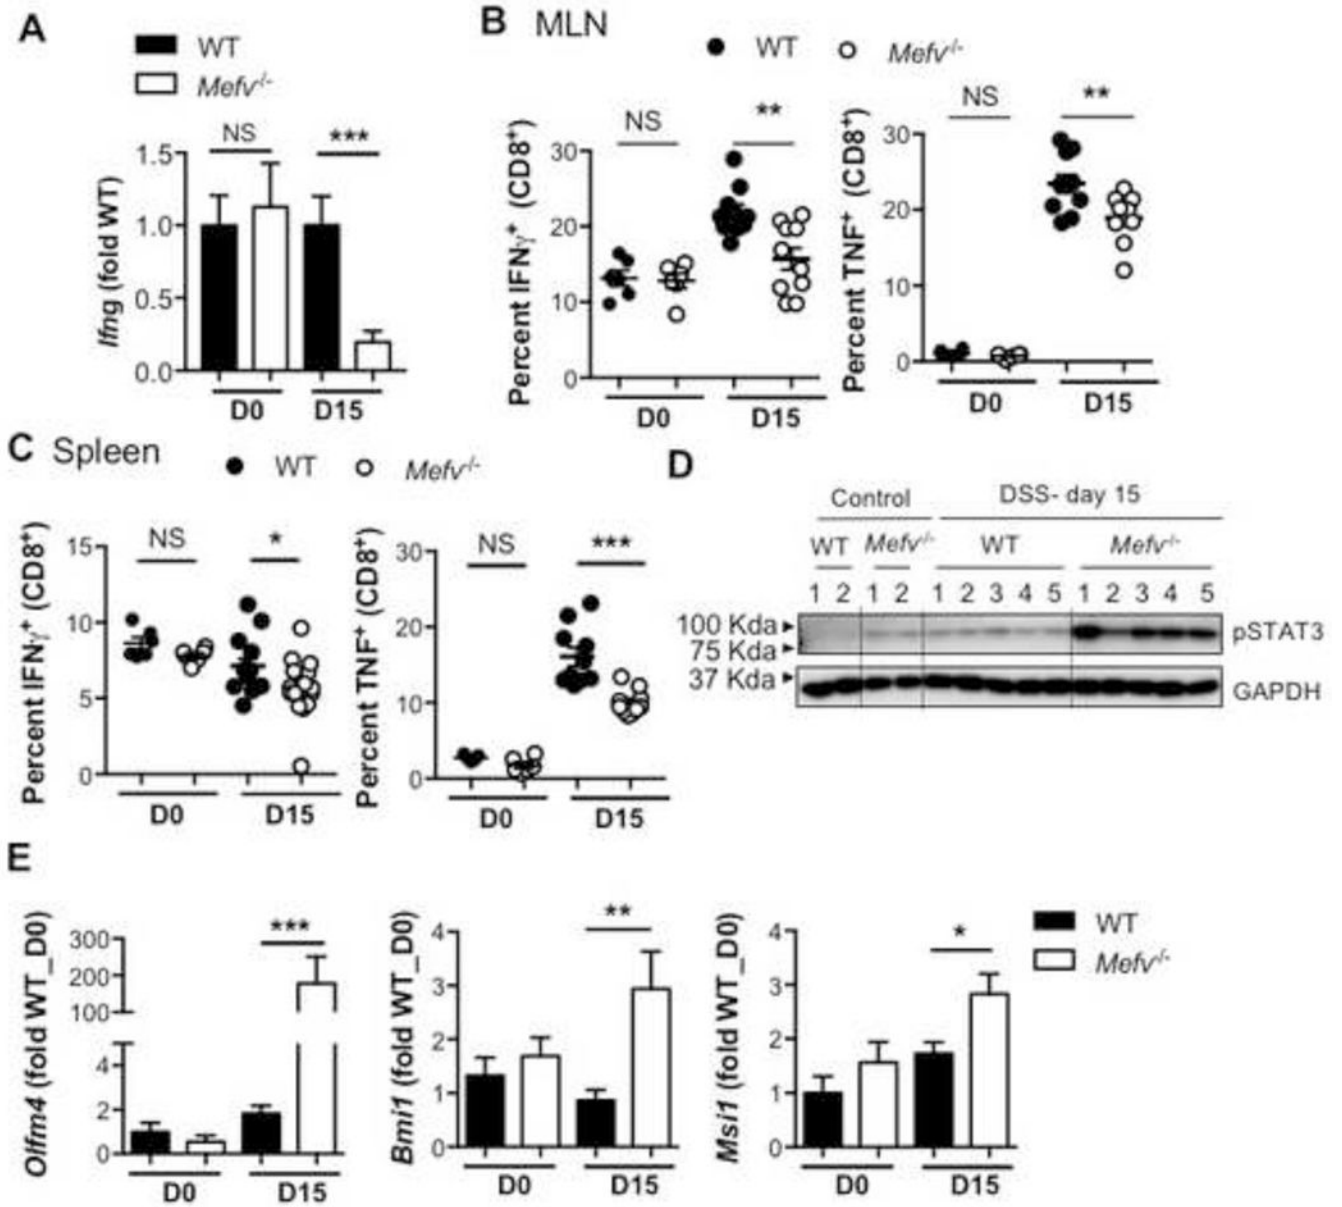 A
WT
Mefv-/-
NS
***
Ifng (fold WT)
1.5
1.0
0.5
0.0
D0
D15
B MLN
WT
Mefv-/-
NS
**
Percent IFNγ+ (CD8+)
30
20
10
0
D0
D15
NS
**
Percent TNF+ (CD8+)
30
20
10
0
D0
D15
C Spleen
WT
Mefv-/-
NS
*
Percent IFNγ+ (CD8+)
15
10
5
0
D0
D15
NS
***
Percent TNF+ (CD8+)
30
20
10
0
D0
D15
D
Control
DSS- day 15
WT Mefv-/- WT Mefv-/-
1 2 1 2 1 2 3 4 5 1 2 3 4 5
100 Kda
75 Kda
37 Kda
pSTAT3
GAPDH
E
***
Olfm4 (fold WT_D0)
300
200
100
4
2
0
D0
D15
**
Bmi1 (fold WT_D0)
4
3
2
1
0
D0
D15
*
Msi1 (fold WT_D0)
4
3
2
1
0
D0
D15
WT
Mefv-/-